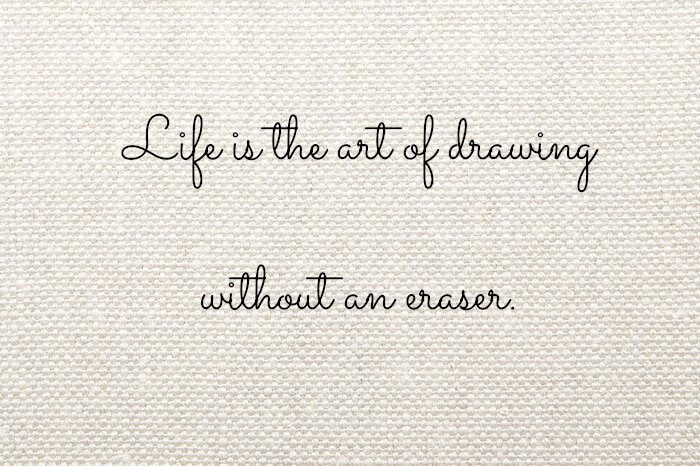 Life is the art of drawing
without an eraser.